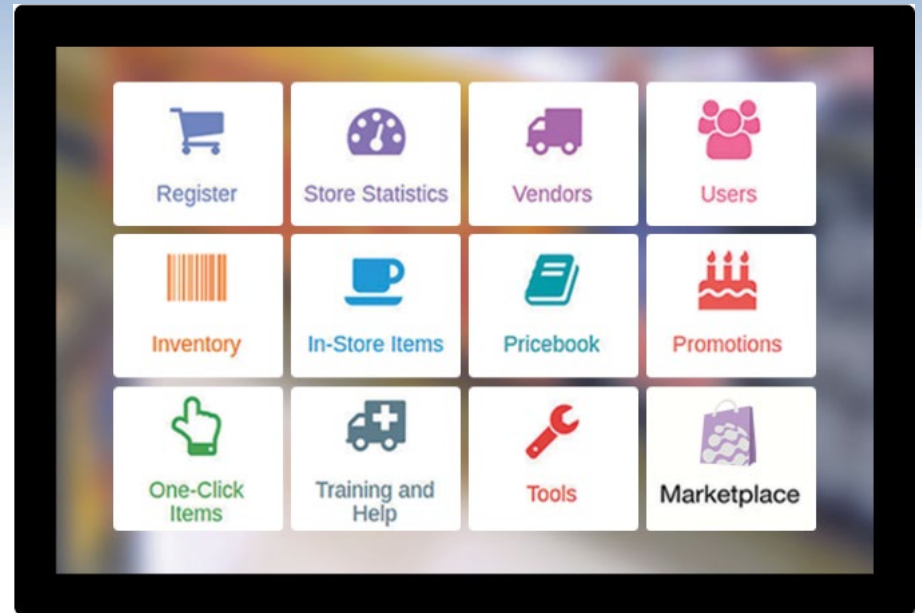 Register
Store Statistics
Vendors
Users
Inventory
In-Store Items
Pricebook
Promotions
One-Click
Items
Training and
Help
Tools
Marketplace